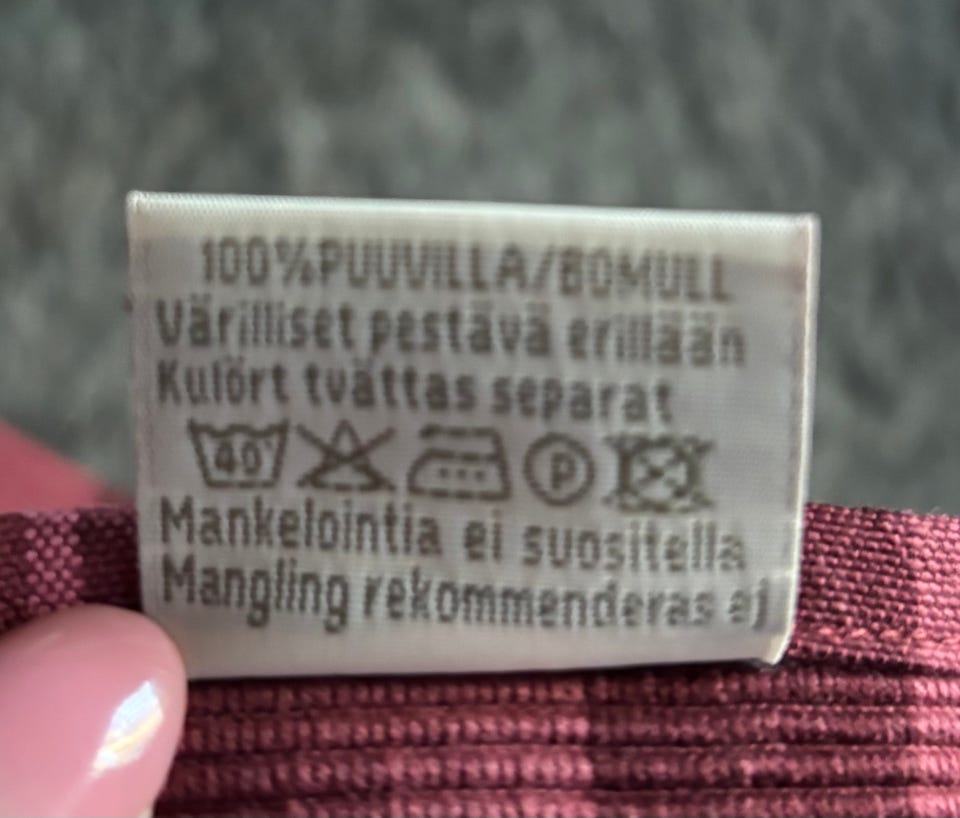 100%PUUVILLA/BOMULL
Värilliset pestävä erillään
Kulört tvättas separat
40 P
Mankelointia ei suositella
Mangling rekommenderas ej